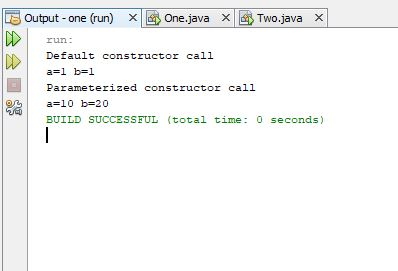 Output - one (run) One.java Two.java
run:
Default constructor call
a=1 b=1
Parameterized constructor call
a=10 b=20
BUILD SUCCESSFUL (total time: 0 seconds)